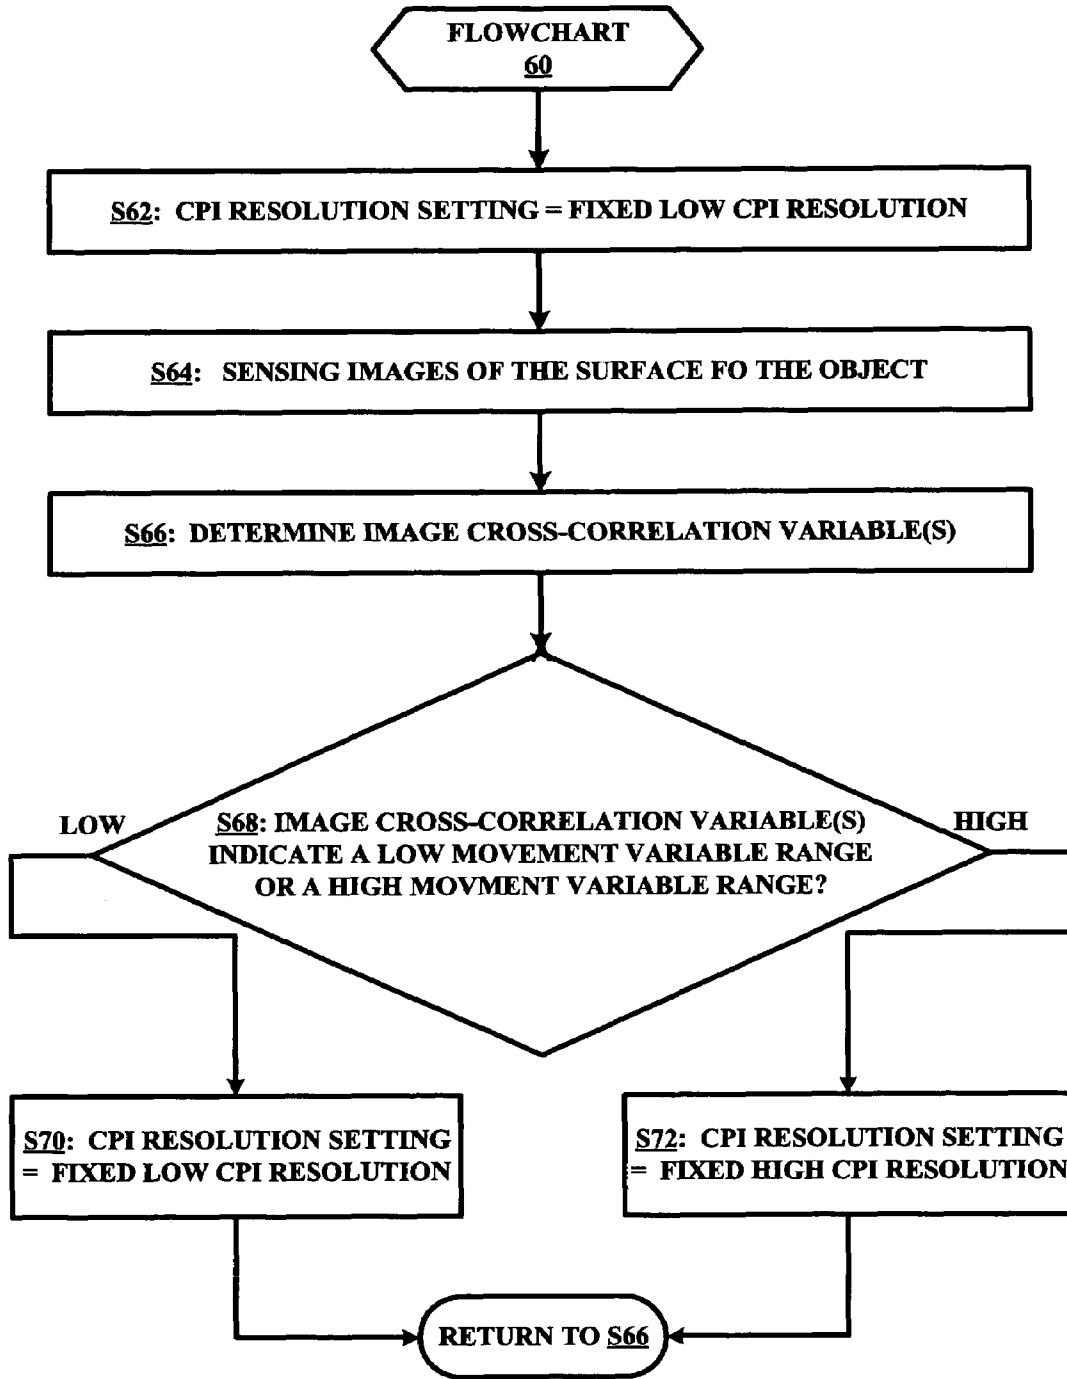 FLOWCHART
60
S62: CPI RESOLUTION SETTING = FIXED LOW CPI RESOLUTION
S64: SENSING IMAGES OF THE SURFACE FO THE OBJECT
S66: DETERMINE IMAGE CROSS-CORRELATION VARIABLE(S)
LOW
S68: IMAGE CROSS-CORRELATION VARIABLE(S)
INDICATE A LOW MOVEMENT VARIABLE RANGE
OR A HIGH MOVMENT VARIABLE RANGE?
HIGH
S70: CPI RESOLUTION SETTING
= FIXED LOW CPI RESOLUTION
S72: CPI RESOLUTION SETTING
= FIXED HIGH CPI RESOLUTION
RETURN TO S66